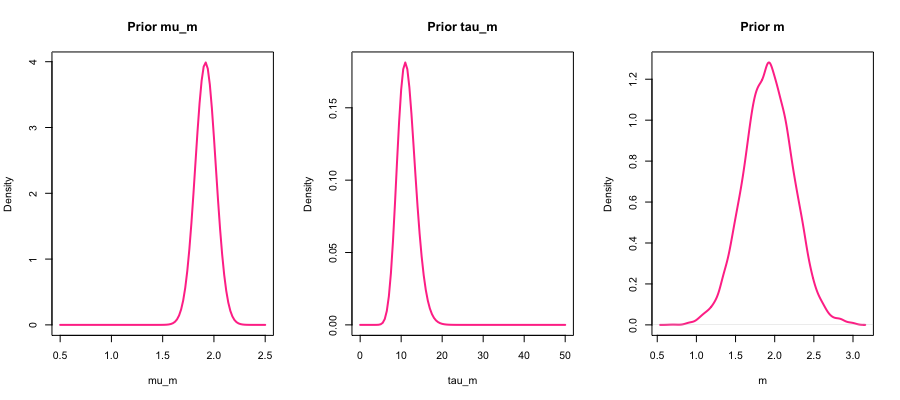 Prior mu_m
Density
4
3
2
1
0
0.5 1.0 1.5 2.0 2.5
mu_m
Prior tau_m
Density
0.15
0.10
0.05
0.00
0 10 20 30 40 50
tau_m
Prior m
Density
1.2
1.0
0.8
0.6
0.4
0.2
0.0
0.5 1.0 1.5 2.0 2.5 3.0
m